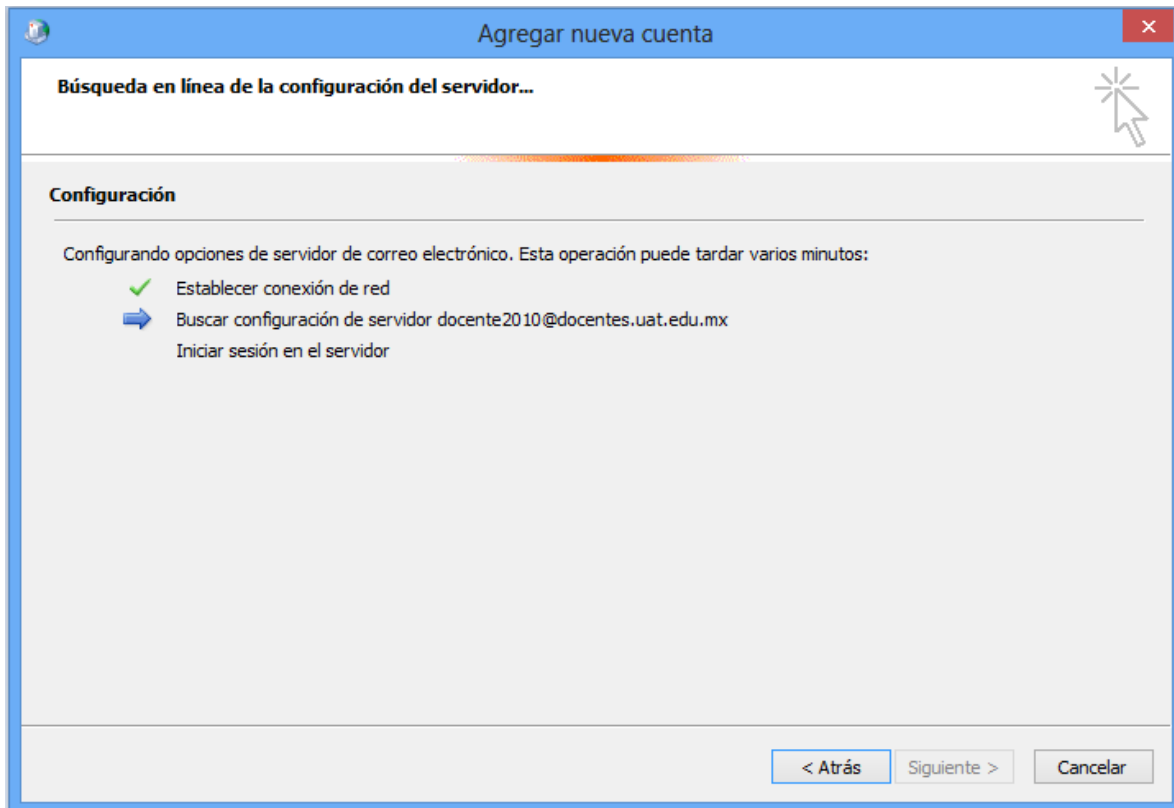 Agregar nueva cuenta
Búsqueda en línea de la configuración del servidor...
Configuración
Configurando opciones de servidor de correo electrónico. Esta operación puede tardar varios minutos:
Establecer conexión de red
Buscar configuración de servidor docente2010@docentes.uat.edu.mx
Iniciar sesión en el servidor
< Atrás Siguiente > Cancelar